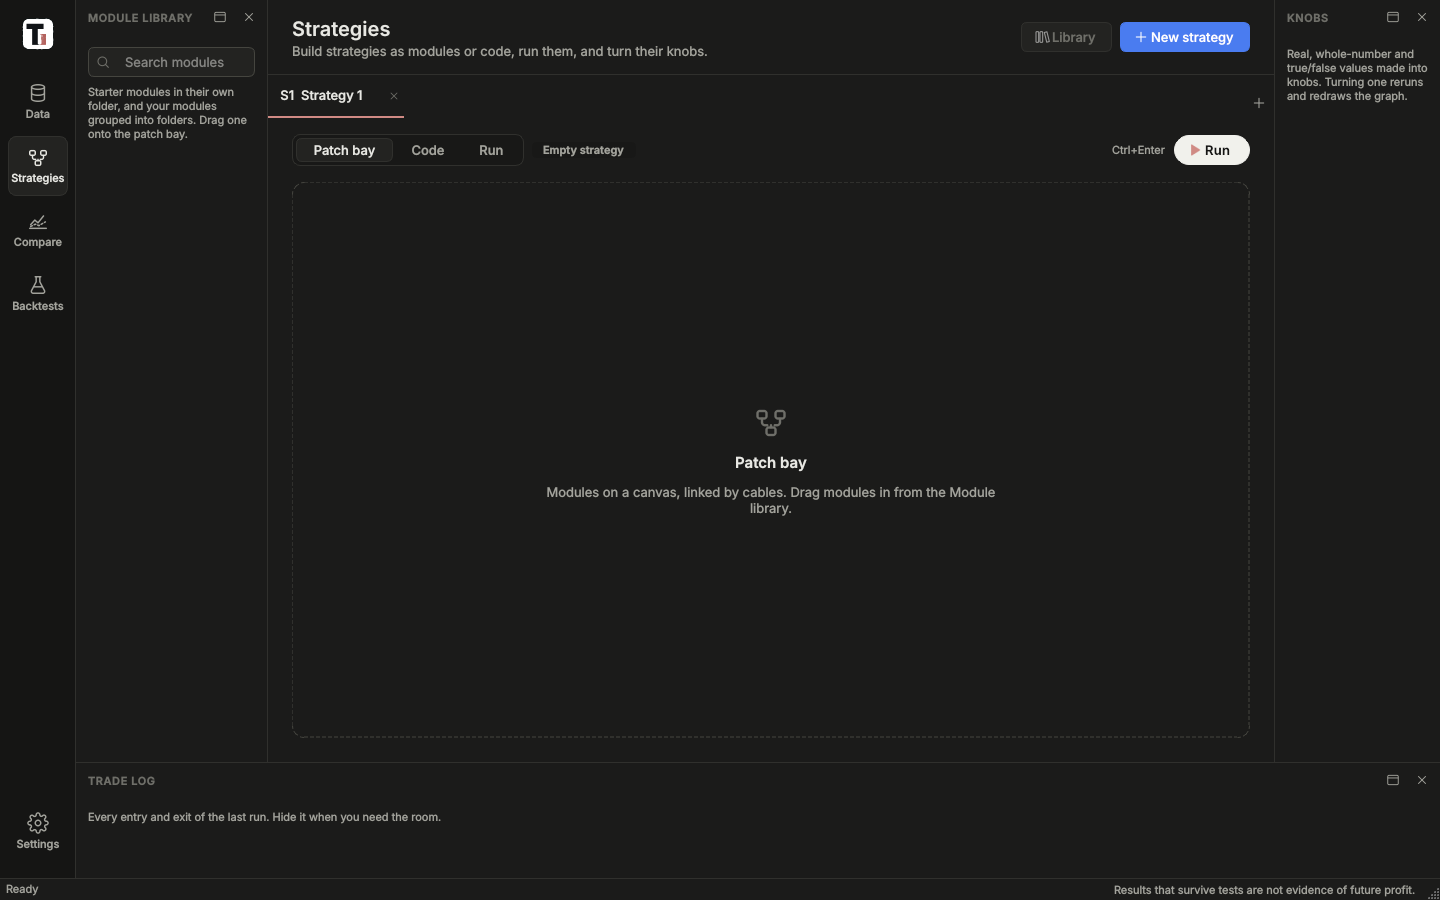 MODULE LIBRARY
Search modules
Starter modules in their own
folder, and your modules
grouped into folders. Drag one
onto the patch bay.
Data
Strategies
Compare
Backtests
Settings
Strategies
Build strategies as modules or code, run them, and turn their knobs.
Library
New strategy
S1 Strategy 1
Patch bay
Code
Run
Empty strategy
Ctrl+Enter
Run
Patch bay
Modules on a canvas, linked by cables. Drag modules in from the Module
library.
KNOBS
Real, whole-number and
true/false values made into
knobs. Turning one reruns
and redraws the graph.
TRADE LOG
Every entry and exit of the last run. Hide it when you need the room.
Ready
Results that survive tests are not evidence of future profit.